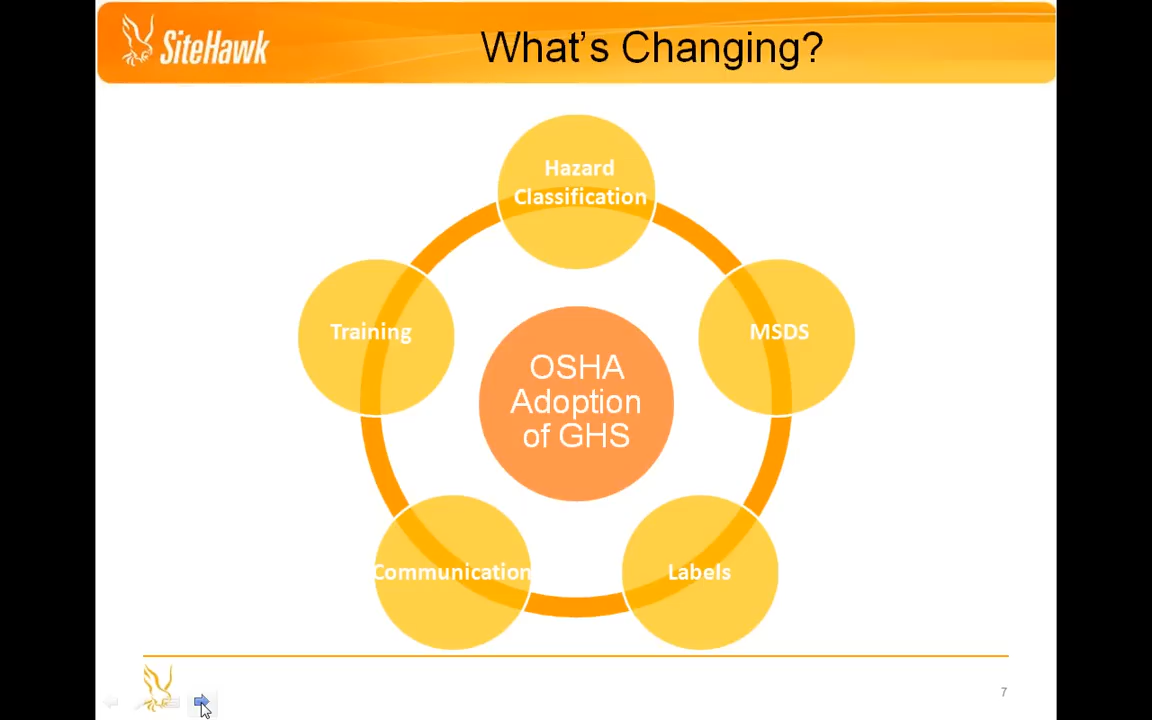 SiteHawk
What's Changing?
Hazard
Classification
Training
MSDS
OSHA
Adoption
of GHS
Communication
Labels
7